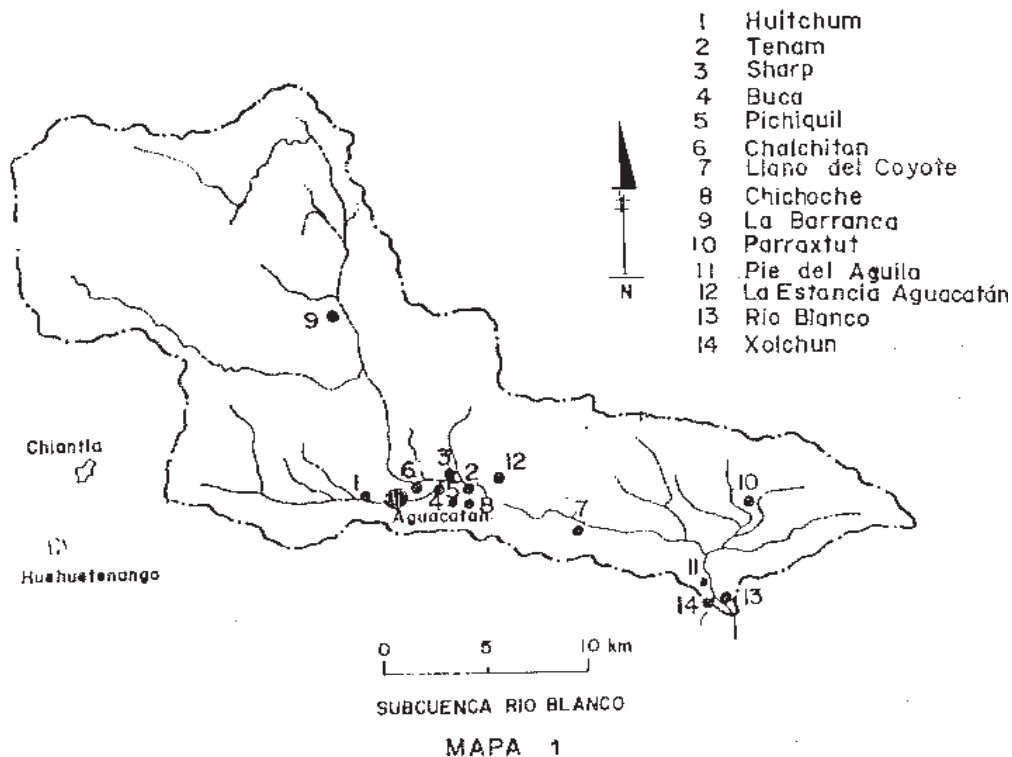 1 Huitchum
2 Tenam
3 Sharp
4 Buca
5 Pichiquil
6 Chalchitan
7 Llano del Coyote
8 Chichoche
9 La Barranca
10 Parraxtut
11 Pie del Aguila
12 La Estancia Aguacatán
13 Rio Blanco
14 Xolchun
N
9
Chiantla
3
12
6
2
10
1
5
4
8
7
Aguacatán
Huehuetenango
11
14
13
0 5 10 km
SUBCUENCA RIO BLANCO
MAPA 1